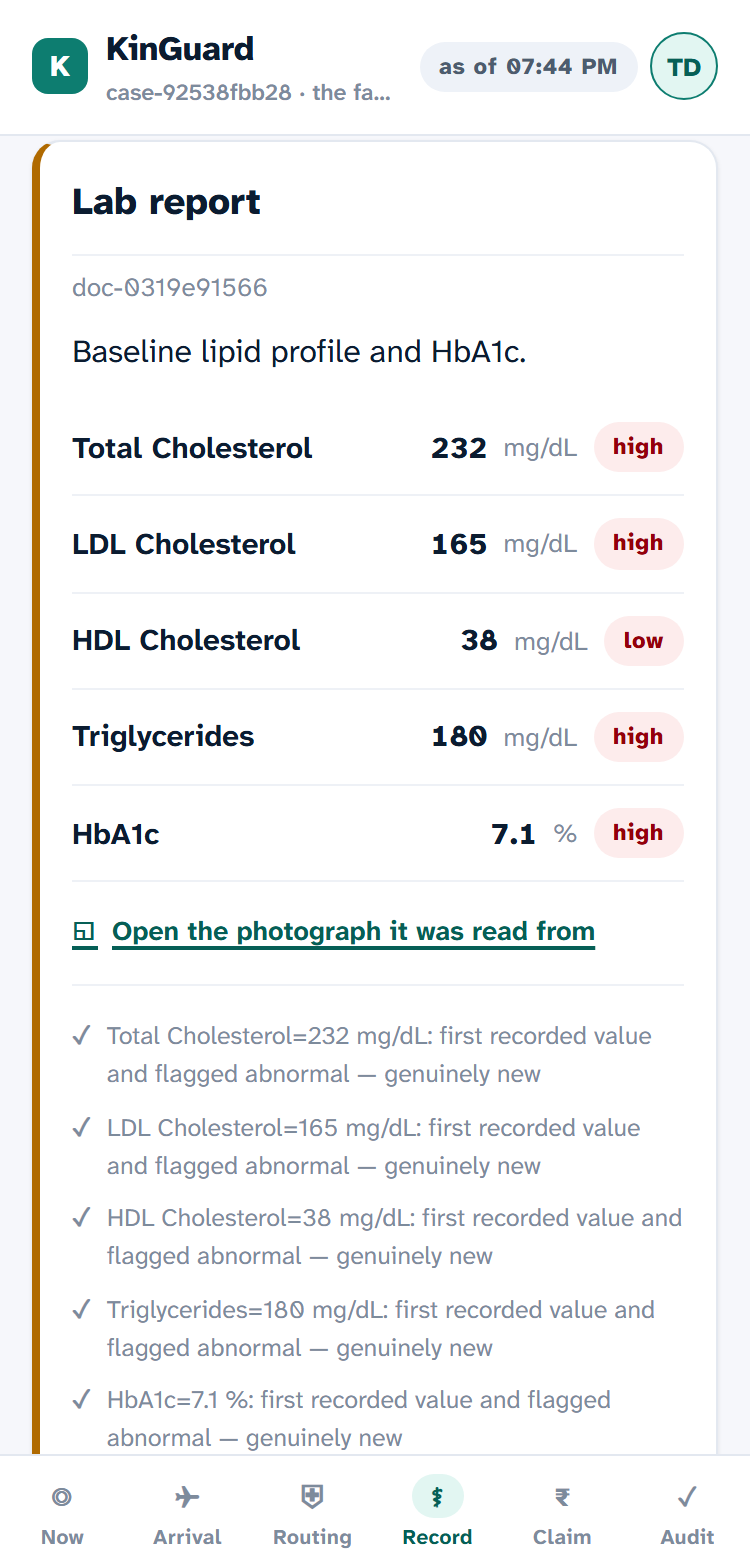 K
KinGuard
case-92538fbb28 · the fa...
as of 07:44 PM
TD
Lab report
doc-0319e91566
Baseline lipid profile and HbA1c.
Total Cholesterol 232 mg/dL high
LDL Cholesterol 165 mg/dL high
HDL Cholesterol 38 mg/dL low
Triglycerides 180 mg/dL high
HbA1c 7.1 % high
Open the photograph it was read from
✓ Total Cholesterol=232 mg/dL: first recorded value
and flagged abnormal — genuinely new
✓ LDL Cholesterol=165 mg/dL: first recorded value
and flagged abnormal — genuinely new
✓ HDL Cholesterol=38 mg/dL: first recorded value and
flagged abnormal — genuinely new
✓ Triglycerides=180 mg/dL: first recorded value and
flagged abnormal — genuinely new
✓ HbA1c=7.1 %: first recorded value and flagged
abnormal — genuinely new
Now Arrival Routing Record ₹ Claim ✓ Audit